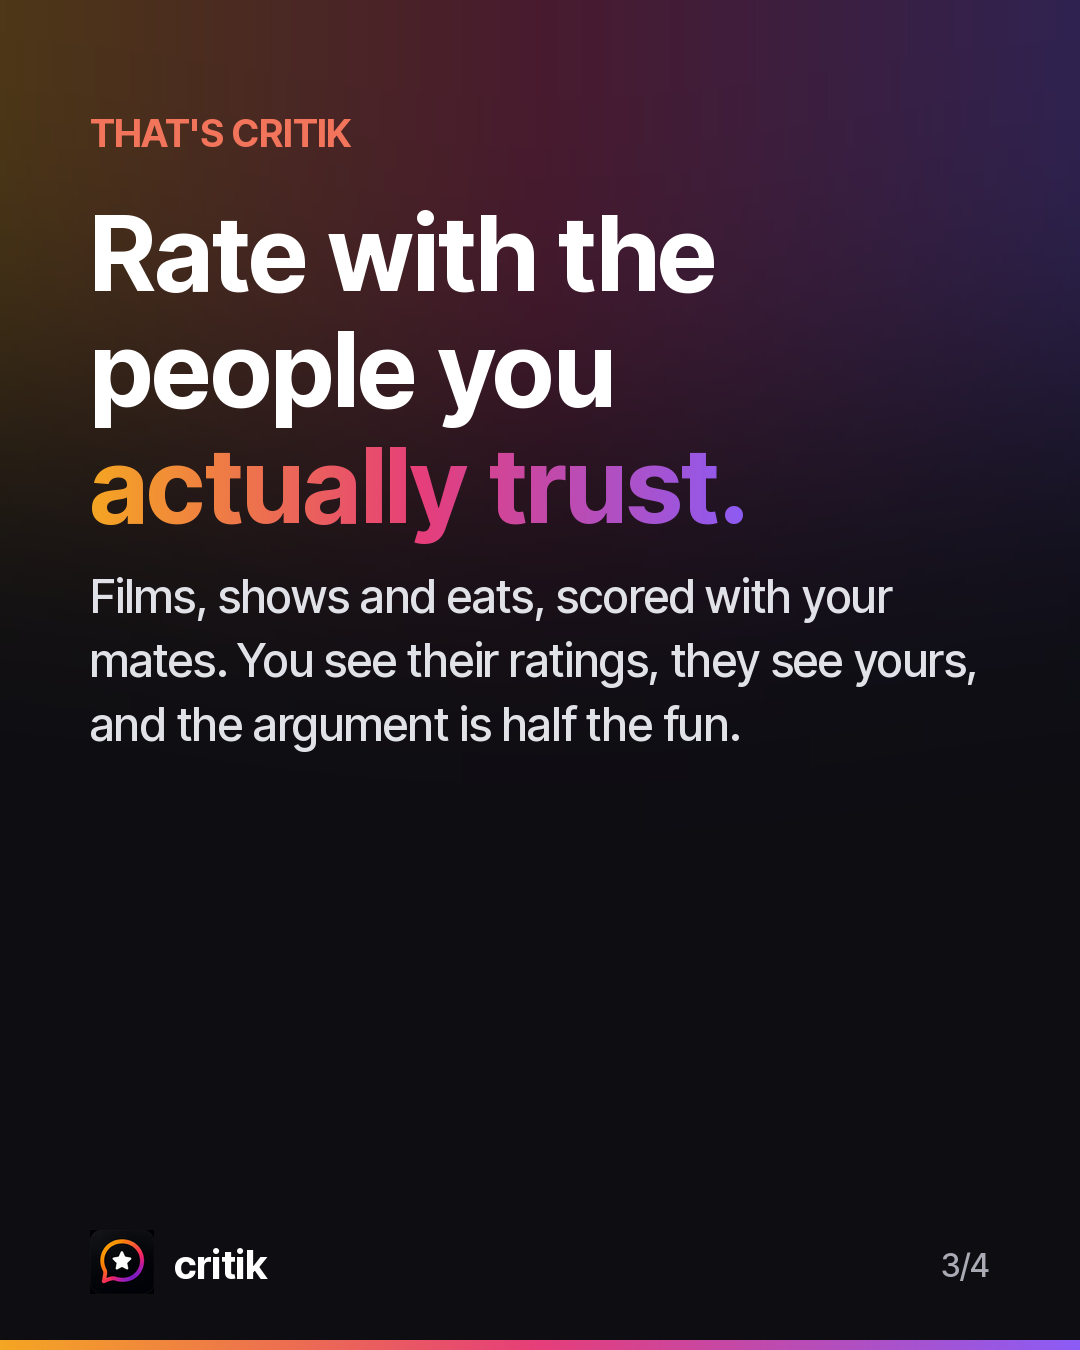 THAT'S CRITIK
Rate with the
people you
actually trust.
Films, shows and eats, scored with your
mates. You see their ratings, they see yours,
and the argument is half the fun.
critik
3/4